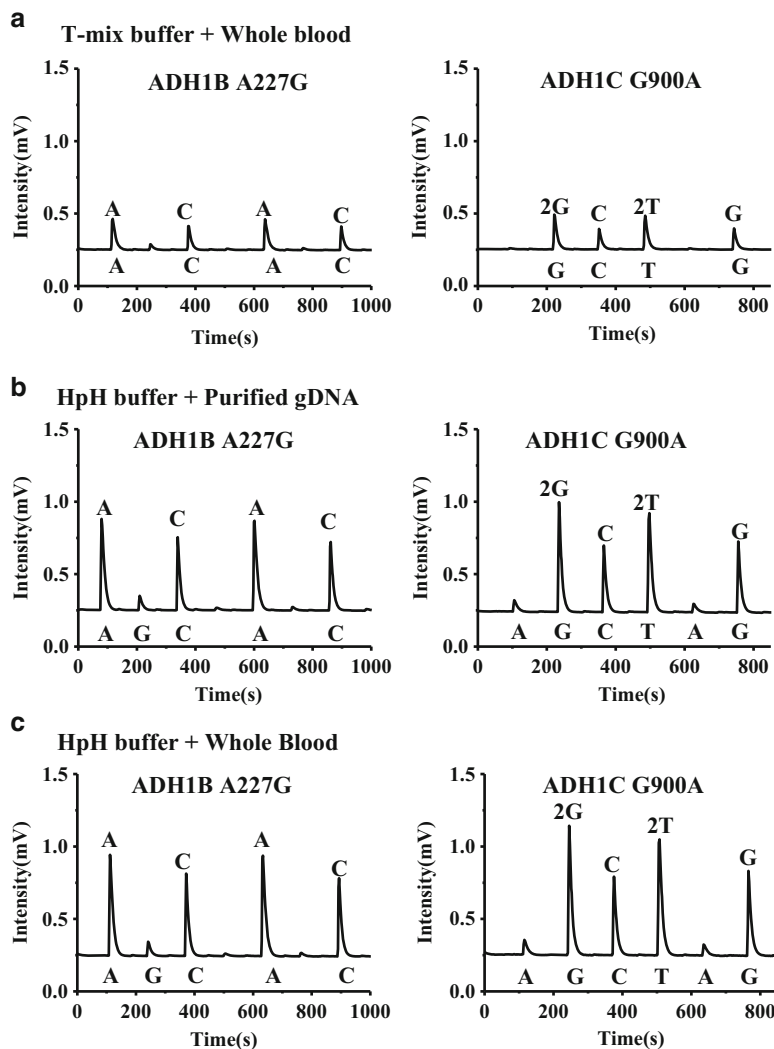 a
T-mix buffer + Whole blood
ADH1B A227G
1.5
1.0
0.5
0.0
Intensity(mV)
A C A C
A C A C
0 200 400 600 800 1000
Time(s)
ADH1C G900A
1.5
1.0
0.5
0.0
Intensity(mV)
2G C 2T G
G C T G
0 200 400 600 800
Time(s)
b
HpH buffer + Purified gDNA
ADH1B A227G
1.5
1.0
0.5
0.0
Intensity(mV)
A C A C
A G C A C
0 200 400 600 800 1000
Time(s)
ADH1C G900A
1.5
1.0
0.5
0.0
Intensity(mV)
2G C 2T G
A G C T A G
0 200 400 600 800
Time(s)
c
HpH buffer + Whole Blood
ADH1B A227G
1.5
1.0
0.5
0.0
Intensity(mV)
A C A C
A G C A C
0 200 400 600 800 1000
Time(s)
ADH1C G900A
1.5
1.0
0.5
0.0
Intensity(mV)
2G C 2T G
A G C T A G
0 200 400 600 800
Time(s)